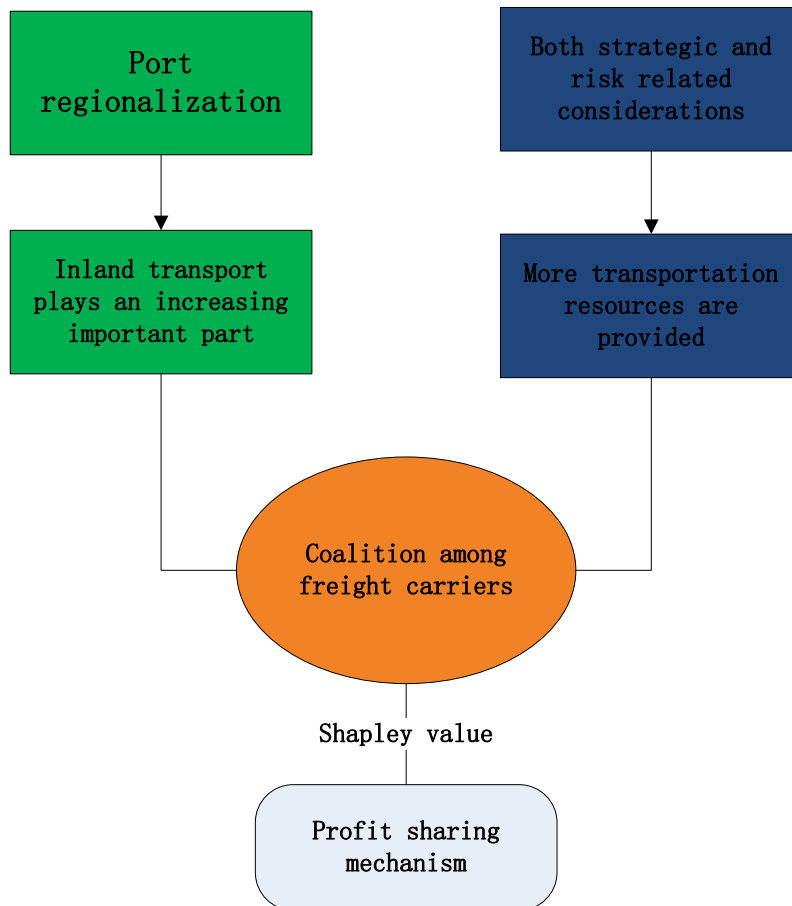 Port
regionalization
Both strategic and
risk related
considerations
Inland transport
plays an increasing
important part
More transportation
resources are
provided
Coalition among
freight carriers
Shapley value
Profit sharing
mechanism